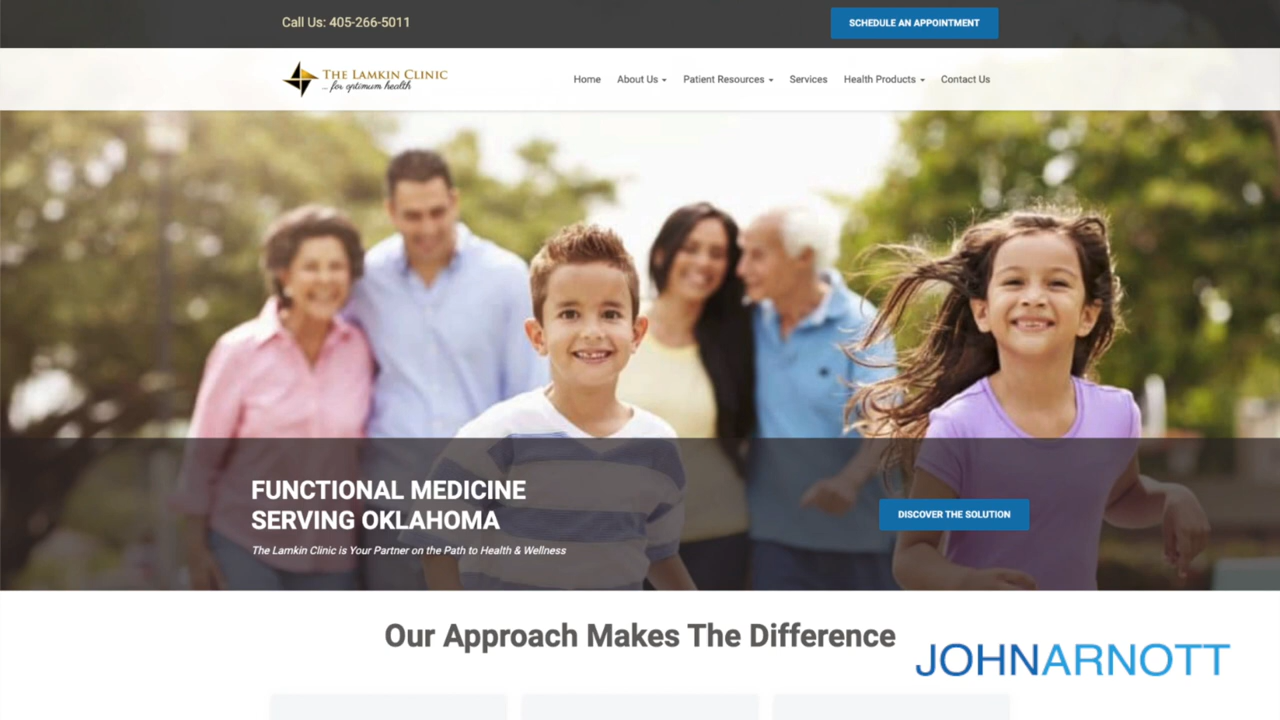 Call Us: 405-266-5011
SCHEDULE AN APPOINTMENT
THE LAMKIN CLINIC
... for optimum health
Home About Us Patient Resources Services Health Products Contact Us
FUNCTIONAL MEDICINE
SERVING OKLAHOMA
The Lamkin Clinic is Your Partner on the Path to Health & Wellness
DISCOVER THE SOLUTION
Our Approach Makes The Difference
JOHNARNOTT